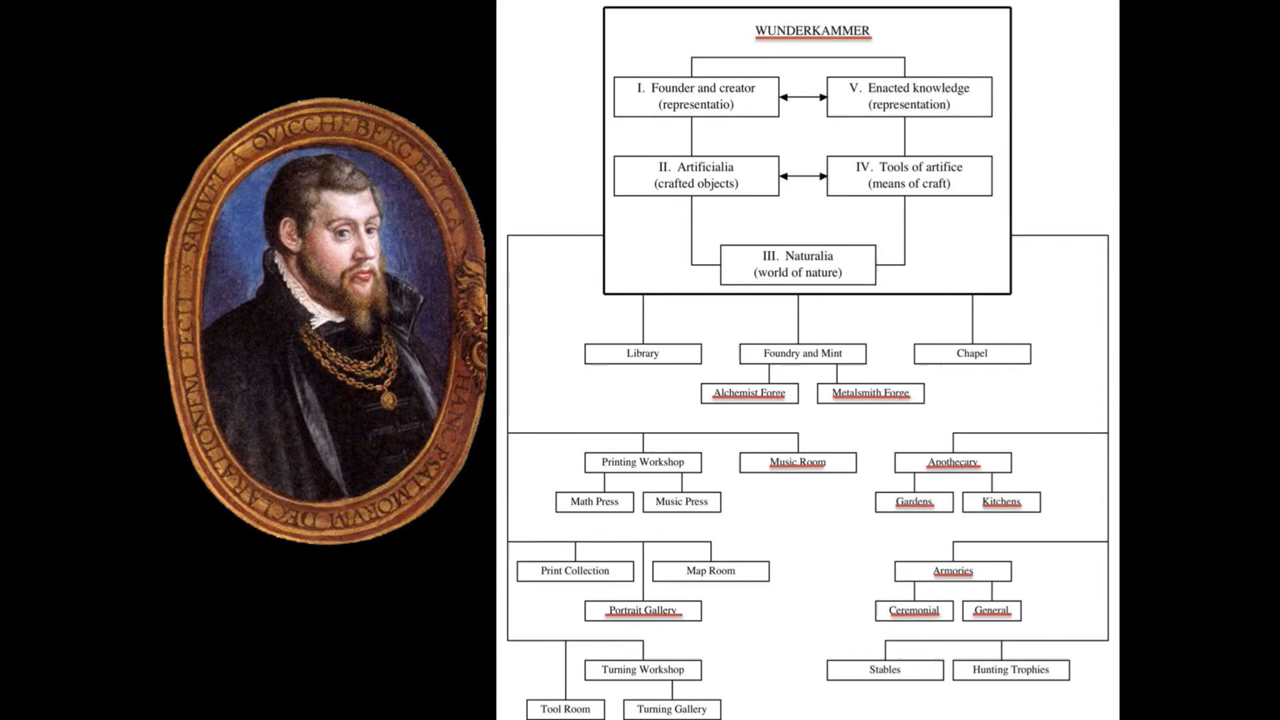 SAMVEL A QVICCHEBERG BELGA
WUNDERKAMMER
I. Founder and creator
(representatio)
V. Enacted knowledge
(representation)
II. Artificialia
(crafted objects)
IV. Tools of artifice
(means of craft)
III. Naturalia
(world of nature)
Library
Foundry and Mint
Chapel
Alchemist Forge
Metalsmith Forge
Printing Workshop
Music Room
Apothecary
Math Press
Music Press
Gardens
Kitchens
Print Collection
Map Room
Armories
Portrait Gallery
Ceremonial
General
Turning Workshop
Stables
Hunting Trophies
Tool Room
Turning Gallery